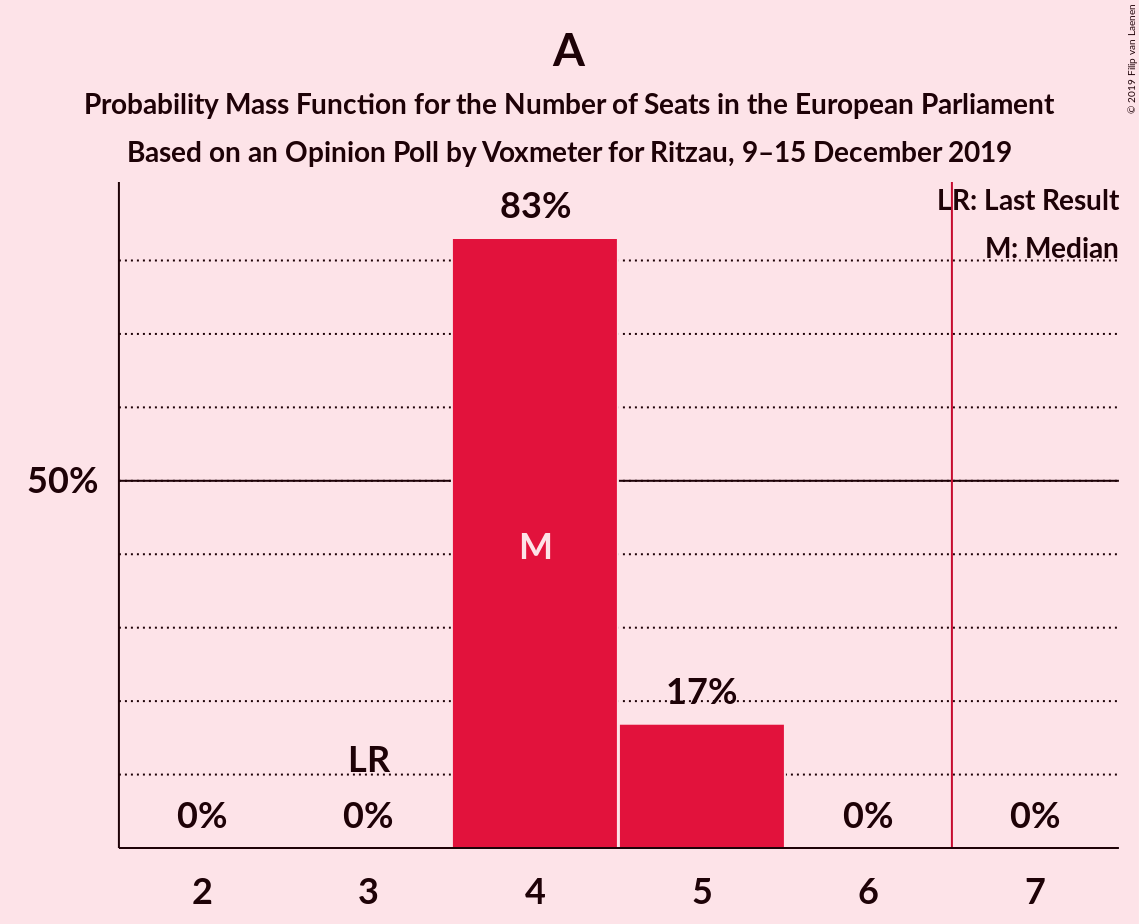 A
Probability Mass Function for the Number of Seats in the European Parliament
Based on an Opinion Poll by Voxmeter for Ritzau, 9–15 December 2019
© 2019 Filip van Laenen
LR: Last Result
M: Median
83%
50%
M
17%
LR
0% 0% 0% 0%
2 3 4 5 6 7